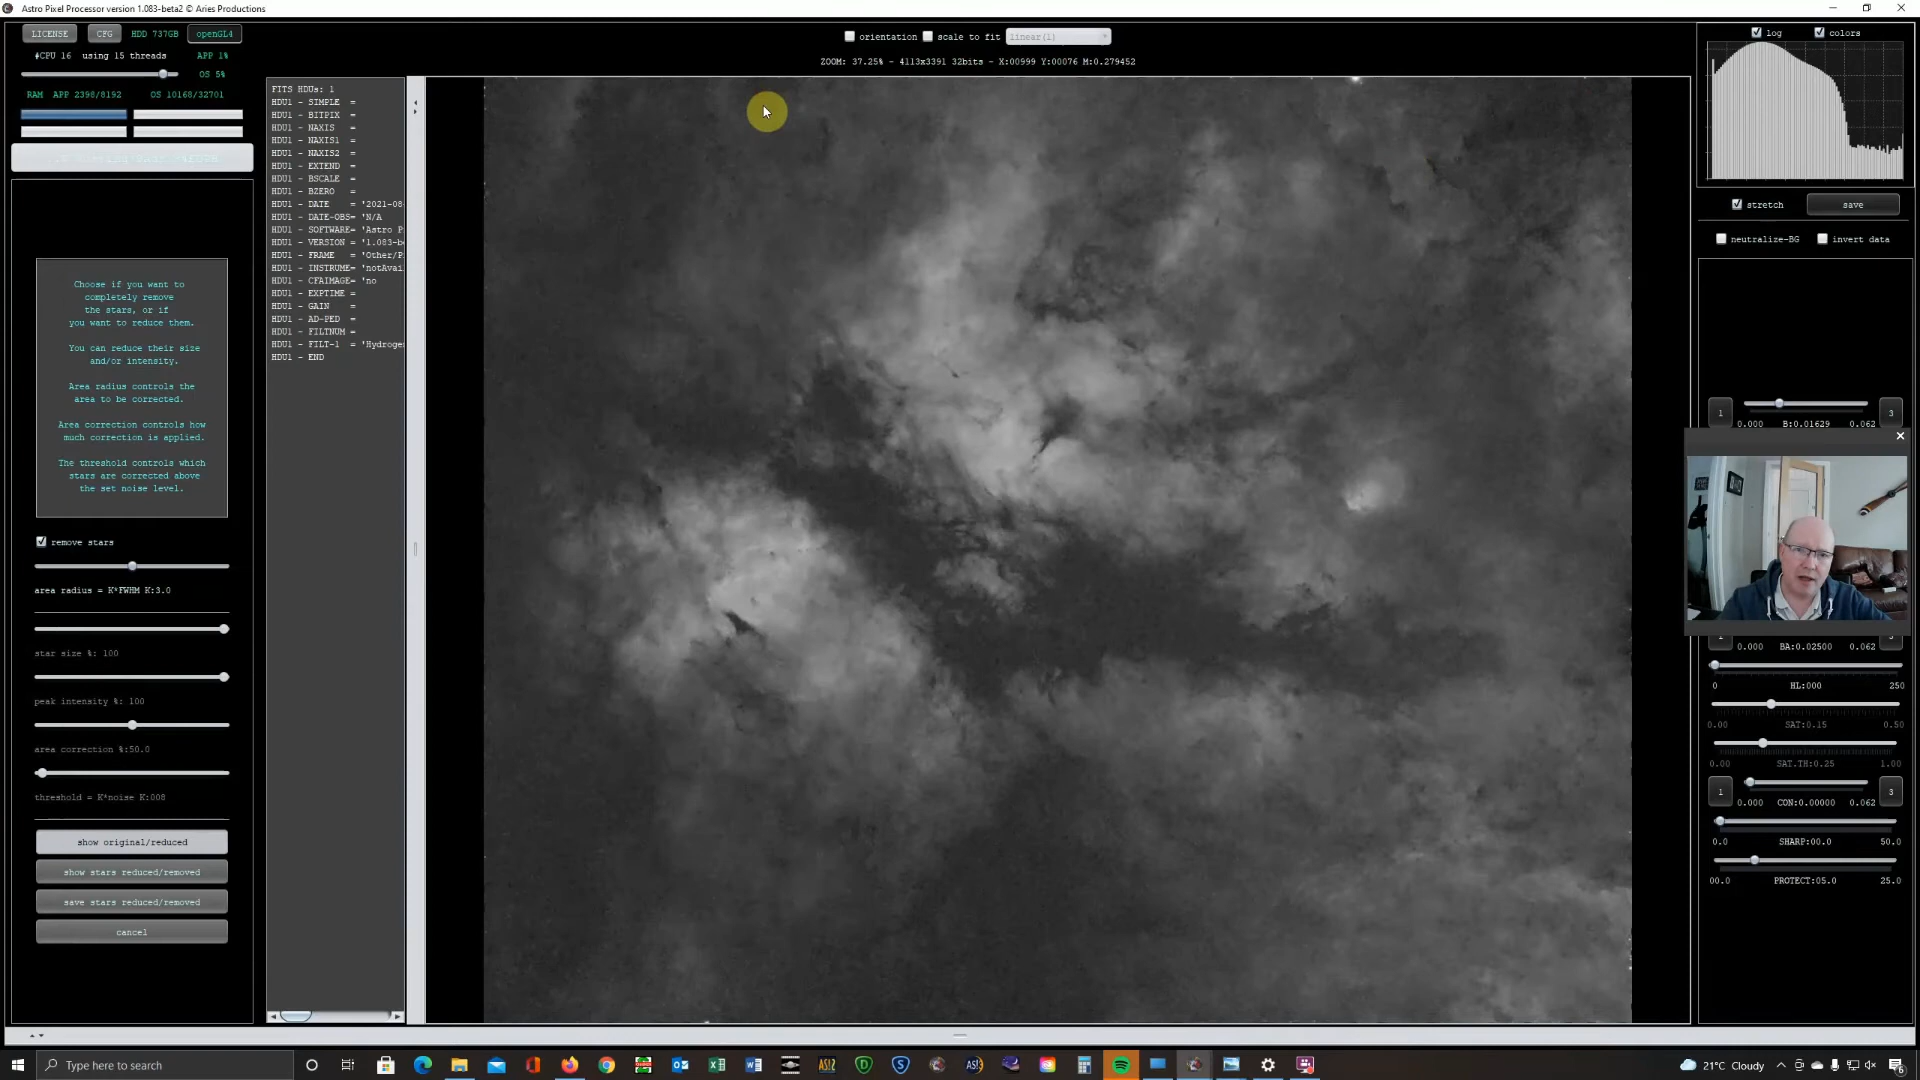 Astro Pixel Processor version 1.083-beta2 © Aries Productions
LICENSE
CFG
HDD 737GB
openGL4
#CPU 16 using 15 threads
APP 1%
OS 5%
RAM APP 2398/8192
OS 10168/32701
Choose if you want to
completely remove
the stars, or if
you want to reduce them.
You can reduce their size
and/or intensity.
Area radius controls the
area to be corrected.
Area correction controls how
much correction is applied.
The threshold controls which
stars are corrected above
the set noise level.
remove stars
area radius = K*FWHM K:3.0
star size %: 100
peak intensity %: 100
area correction %:50.0
threshold = K*noise K:008
show original/reduced
show stars reduced/removed
save stars reduced/removed
cancel
FITS HDUs: 1
HDU1 - SIMPLE =
HDU1 - BITPIX =
HDU1 - NAXIS =
HDU1 - NAXIS1 =
HDU1 - NAXIS2 =
HDU1 - EXTEND =
HDU1 - BSCALE =
HDU1 - BZERO =
HDU1 - DATE = '2021-08-
HDU1 - DATE-OBS= 'N/A
HDU1 - SOFTWARE= 'Astro P
HDU1 - VERSION = '1.083-b
HDU1 - FRAME = 'Other/P
HDU1 - INSTRUME= 'notAvai
HDU1 - CFAIMAGE= 'no
HDU1 - EXPTIME =
HDU1 - GAIN =
HDU1 - AD-PED =
HDU1 - FILTNUM =
HDU1 - FILT-1 = 'Hydroge
HDU1 - END
orientation
scale to fit
linear(1)
ZOOM: 37.25% - 4113x3391 32bits - X:00999 Y:00076 M:0.279452
log
colors
stretch
save
neutralize-BG
invert data
1
3
0.000 B:0.01629 0.062
0.000 BA:0.02500 0.062
0 HL:000 250
0.00 SAT:0.15 0.50
0.00 SAT.TH:0.25 1.00
1
3
0.000 CON:0.00000 0.062
0.0 SHARP:00.0 50.0
00.0 PROTECT:05.0 25.0
Type here to search
21°C Cloudy